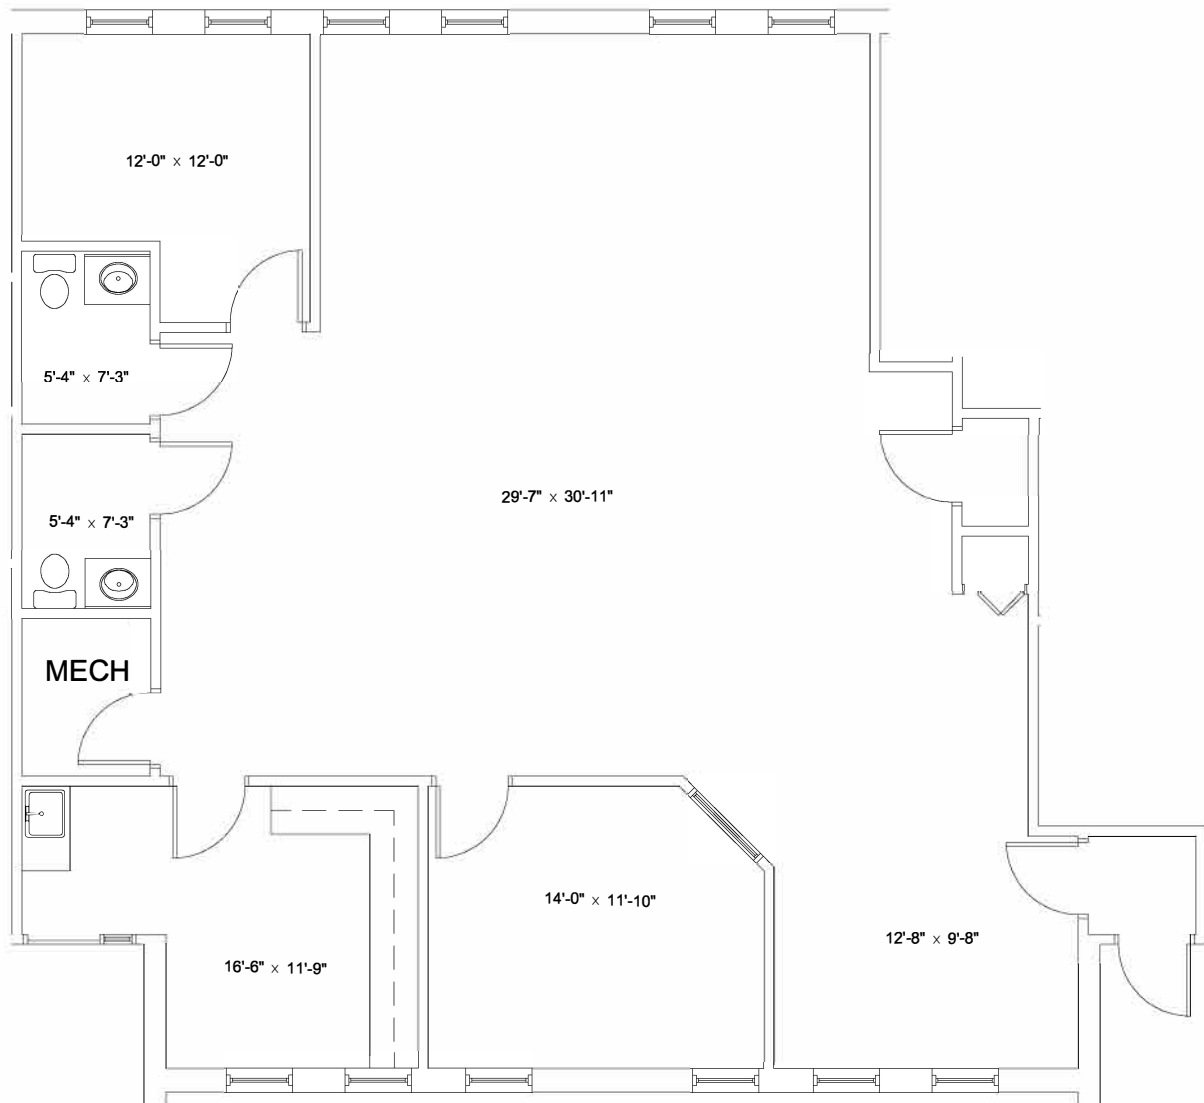 12'-0" x 12'-0"
5'-4" x 7'-3"
29'-7" x 30'-11"
5'-4" x 7'-3"
MECH
14'-0" x 11'-10"
12'-8" x 9'-8"
16'-6" x 11'-9"